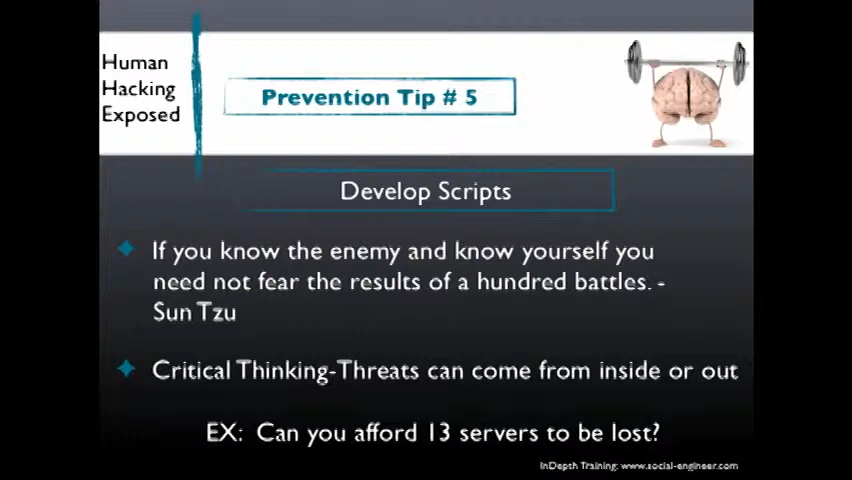 Human
Hacking
Exposed
Prevention Tip # 5
Develop Scripts
If you know the enemy and know yourself you
need not fear the results of a hundred battles. -
Sun Tzu
Critical Thinking-Threats can come from inside or out
EX: Can you afford 13 servers to be lost?
InDepth Training: www.social-engineer.com